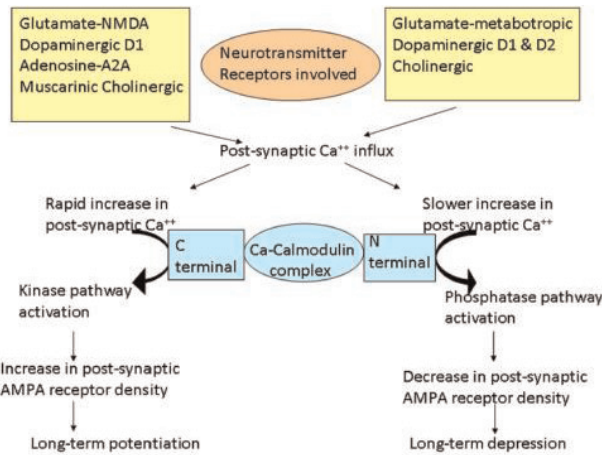 Glutamate-NMDA
Dopaminergic D1
Adenosine-A2A
Muscarinic Cholinergic
Neurotransmitter
Receptors involved
Glutamate-metabotropic
Dopaminergic D1 & D2
Cholinergic
Post-synaptic Ca⁺⁺ influx
Rapid increase in
post-synaptic Ca⁺⁺
Slower increase in
post-synaptic Ca⁺⁺
C
terminal
Ca-Calmodulin
complex
N
terminal
Kinase pathway
activation
Phosphatase pathway
activation
Increase in post-synaptic
AMPA receptor density
Decrease in post-synaptic
AMPA receptor density
Long-term potentiation
Long-term depression